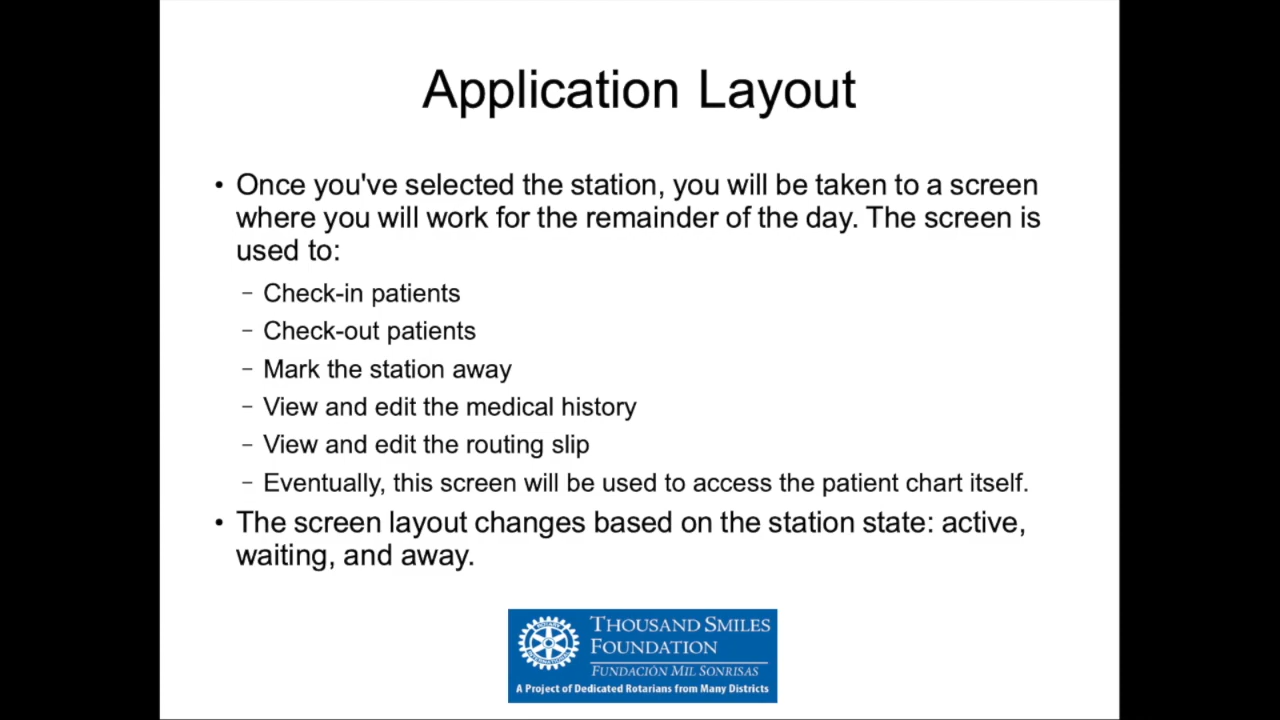 Application Layout
• Once you've selected the station, you will be taken to a screen
where you will work for the remainder of the day. The screen is
used to:
– Check-in patients
– Check-out patients
– Mark the station away
– View and edit the medical history
– View and edit the routing slip
– Eventually, this screen will be used to access the patient chart itself.
• The screen layout changes based on the station state: active,
waiting, and away.
ROTARY
INTERNATIONAL
THOUSAND SMILES
FOUNDATION
FUNDACIÓN MIL SONRISAS
A Project of Dedicated Rotarians from Many Districts